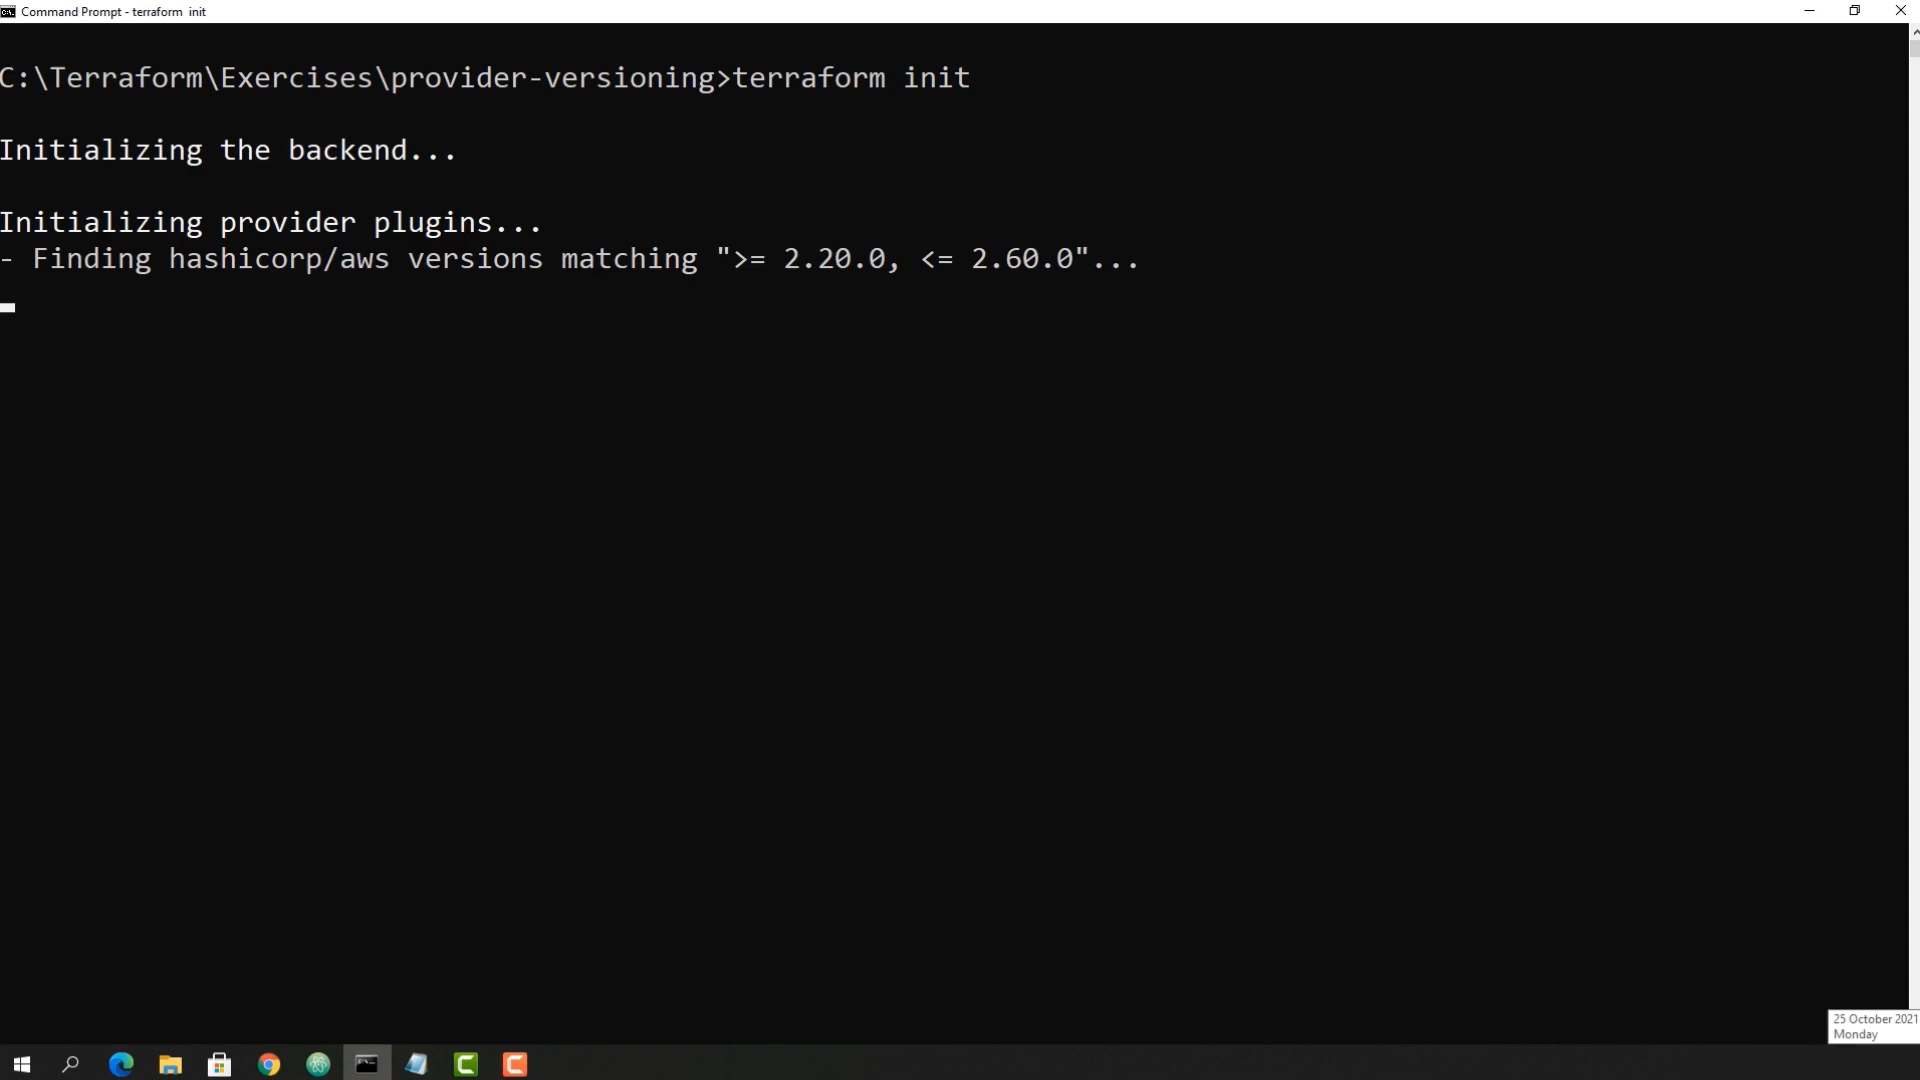 Command Prompt - terraform  init
C:\Terraform\Exercises\provider-versioning>terraform init
Initializing the backend...
Initializing provider plugins...
- Finding hashicorp/aws versions matching ">= 2.20.0, <= 2.60.0"...
25 October 2021
Monday